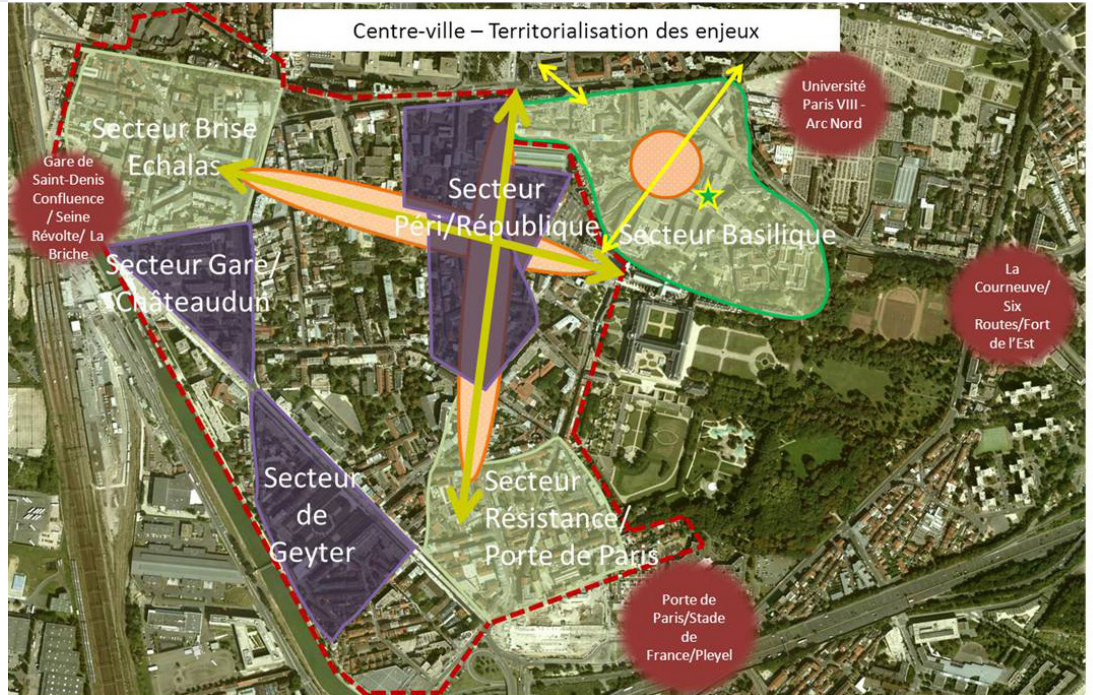 Centre-ville – Territorialisation des enjeux
Université
Paris VIII -
Arc Nord
Secteur Brise
Echalas
Gare de
Saint-Denis
Confluence
/ Seine
Révolte/ La
Briche
Secteur
Péri/République
Secteur Basilique
Secteur Gare/
Châteaudun
La
Courneuve/
Six
Routes/Fort
de l'Est
Secteur
de
Geyter
Secteur
Résistance/
Porte de Paris
Porte de
Paris/Stade
de
France/Pleyel